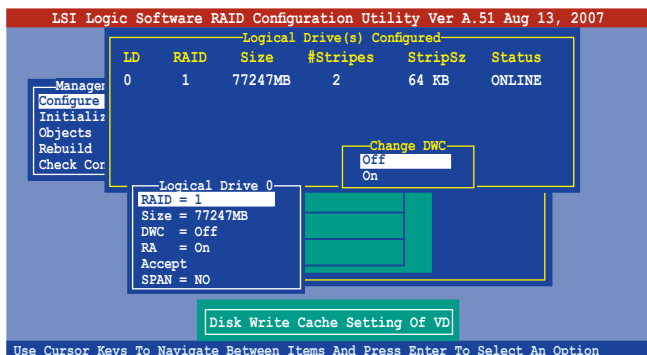 LSI Logic Software RAID Configuration Utility Ver A.51 Aug 13, 2007
Logical Drive(s) Configured
LD RAID Size #Stripes StripSz Status
0 1 77247MB 2 64 KB ONLINE
Configure
Objects
Rebuild
Check
Change DWC
Off
On
Logical Drive 0
RAID = 1
Size = 77247MB
DWC = Off
RA = On
Accept
SPAN = NO
Disk Write Cache Setting Of VD
Use Cursor Keys To Navigate Between Items And Press Enter To Select An Option